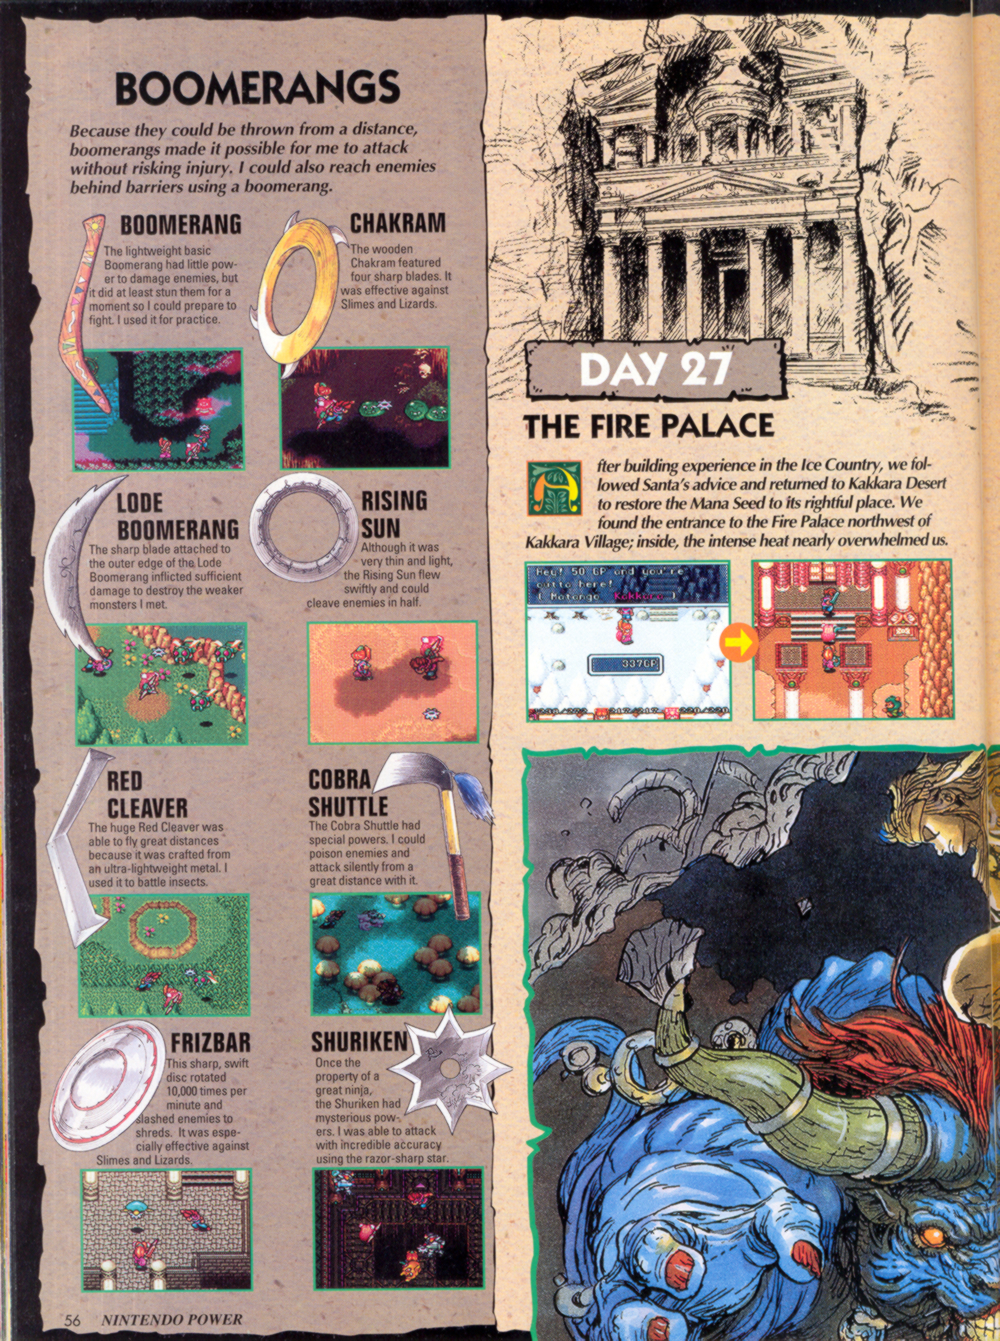 BOOMERANGS
Because they could be thrown from a distance,
boomerangs made it possible for me to attack
without risking injury. I could also reach enemies
behind barriers using a boomerang.
BOOMERANG
The lightweight basic
Boomerang had little pow-
er to damage enemies, but
it did at least stun them for a
moment so I could prepare to
fight. I used it for practice.
CHAKRAM
The wooden
Chakram featured
four sharp blades. It
was effective against
Slimes and Lizards.
LODE
BOOMERANG
The sharp blade attached to
the outer edge of the Lode
Boomerang inflicted sufficient
damage to destroy the weaker
monsters I met.
RISING
SUN
Although it was
very thin and light,
the Rising Sun flew
swiftly and could
cleave enemies in half.
RED
CLEAVER
The huge Red Cleaver was
able to fly great distances
because it was crafted from
an ultra-lightweight metal. I
used it to battle insects.
COBRA
SHUTTLE
The Cobra Shuttle had
special powers. I could
poison enemies and
attack silently from a
great distance with it.
FRIZBAR
This sharp, swift
disc rotated
10,000 times per
minute and
slashed enemies to
shreds. It was espe-
cially effective against
Slimes and Lizards.
SHURIKEN
Once the
property of a
great ninja,
the Shuriken had
mysterious pow-
ers. I was able to attack
with incredible accuracy
using the razor-sharp star.
56 NINTENDO POWER
DAY 27
THE FIRE PALACE
After building experience in the Ice Country, we fol-
lowed Santa's advice and returned to Kakkara Desert
to restore the Mana Seed to its rightful place. We
found the entrance to the Fire Palace northwest of
Kakkara Village; inside, the intense heat nearly overwhelmed us.
Hey! 50 GP and you're
outta here!
( Matango Kakkara )
337GP